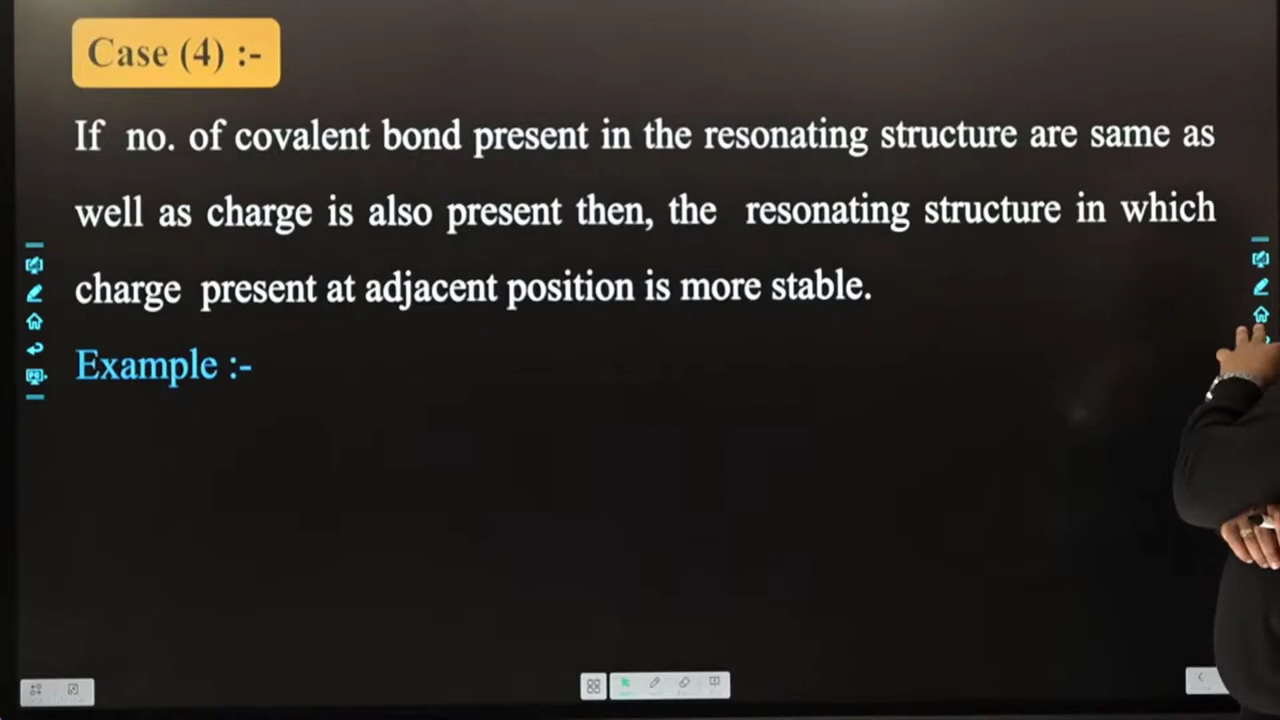 Case (4) :-
If no. of covalent bond present in the resonating structure are same as
well as charge is also present then, the resonating structure in which
charge present at adjacent position is more stable.
Example :-